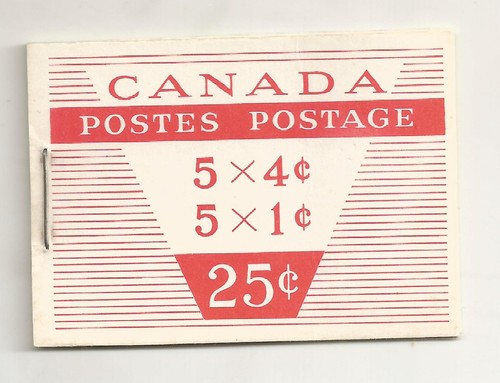 CANADA
POSTES POSTAGE
5 × 4¢
5 × 1¢
25¢